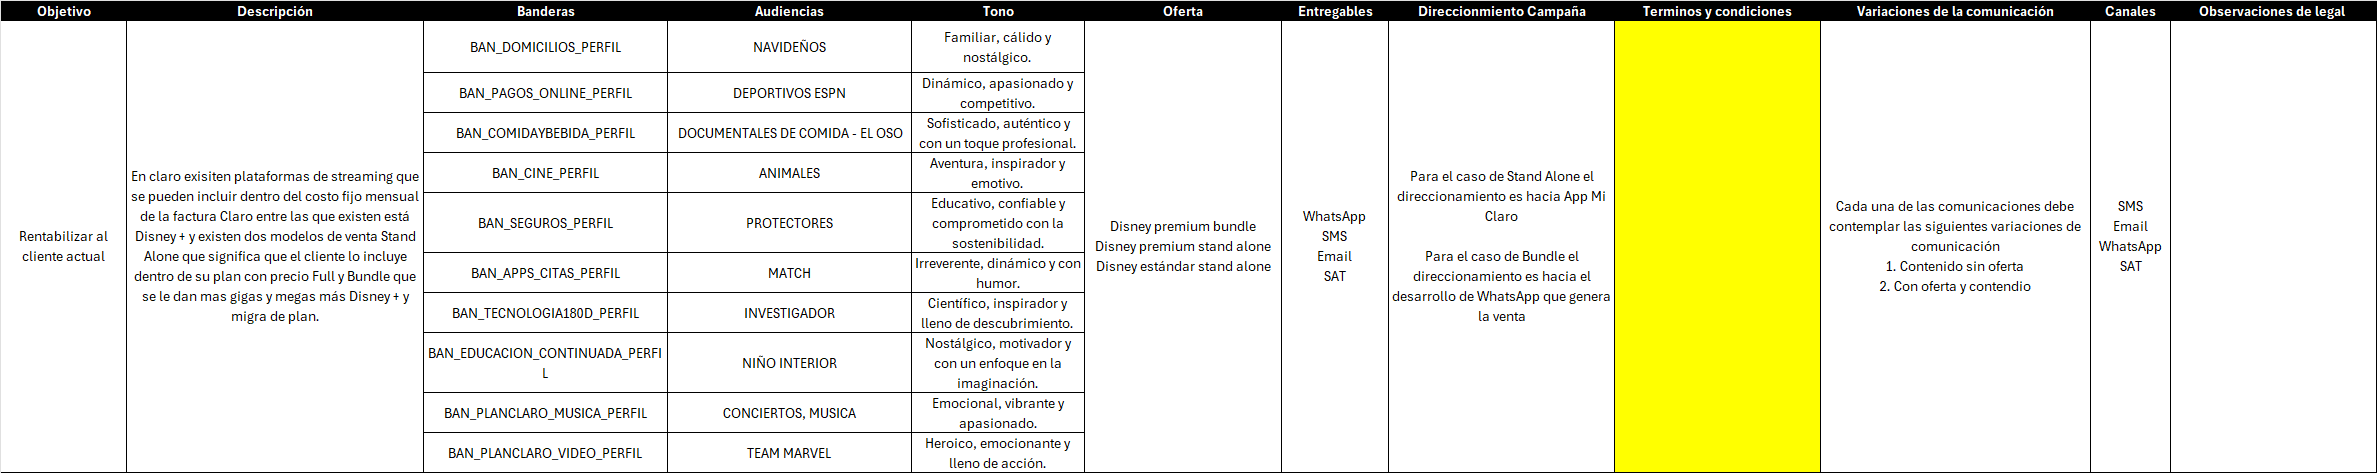 Objetivo
Descripción
Banderas
Audiencias
Tono
Oferta
Entregables
Direccionmiento Campaña
Terminos y condiciones
Variaciones de la comunicación
Canales
Observaciones de legal
Rentabilizar al
cliente actual
En claro exisiten plataformas de streaming que
se pueden incluir dentro del costo fijo mensual
de la factura Claro entre las que existen está
Disney + y existen dos modelos de venta Stand
Alone que significa que el cliente lo incluye
dentro de su plan con precio Full y Bundle que
se le dan mas gigas y megas más Disney + y
migra de plan.
BAN_DOMICILIOS_PERFIL
NAVIDEÑOS
Familiar, cálido y
nostálgico.
BAN_PAGOS_ONLINE_PERFIL
DEPORTIVOS ESPN
Dinámico, apasionado y
competitivo.
BAN_COMIDAYBEBIDA_PERFIL
DOCUMENTALES DE COMIDA - EL OSO
Sofisticado, auténtico y
con un toque profesional.
BAN_CINE_PERFIL
ANIMALES
Aventura, inspirador y
emotivo.
BAN_SEGUROS_PERFIL
PROTECTORES
Educativo, confiable y
comprometido con la
sostenibilidad.
BAN_APPS_CITAS_PERFIL
MATCH
Irreverente, dinámico y con
humor.
BAN_TECNOLOGIA180D_PERFIL
INVESTIGADOR
Científico, inspirador y
lleno de descubrimiento.
BAN_EDUCACION_CONTINUADA_PERFI
L
NIÑO INTERIOR
Nostálgico, motivador y
con un enfoque en la
imaginación.
BAN_PLANCLARO_MUSICA_PERFIL
CONCIERTOS, MUSICA
Emocional, vibrante y
apasionado.
BAN_PLANCLARO_VIDEO_PERFIL
TEAM MARVEL
Heroico, emocionante y
lleno de acción.
Disney premium bundle
Disney premium stand alone
Disney estándar stand alone
WhatsApp
SMS
Email
SAT
Para el caso de Stand Alone el
direccionamiento es hacia App Mi
Claro
Para el caso de Bundle el
direccionamiento es hacia el
desarrollo de WhatsApp que genera
la venta
Cada una de las comunicaciones debe
contemplar las siguientes variaciones de
comunicación
1. Contenido sin oferta
2. Con oferta y contendio
SMS
Email
WhatsApp
SAT